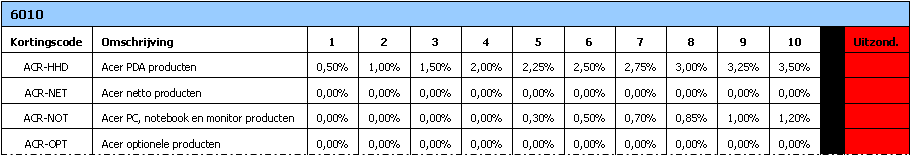 6010
Kortingscode Omschrijving 1 2 3 4 5 6 7 8 9 10 Uitzond.
ACR-HHD Acer PDA producten 0,50% 1,00% 1,50% 2,00% 2,25% 2,50% 2,75% 3,00% 3,25% 3,50%
ACR-NET Acer netto producten 0,00% 0,00% 0,00% 0,00% 0,00% 0,00% 0,00% 0,00% 0,00% 0,00%
ACR-NOT Acer PC, notebook en monitor producten 0,00% 0,00% 0,00% 0,00% 0,30% 0,50% 0,70% 0,85% 1,00% 1,20%
ACR-OPT Acer optionele producten 0,00% 0,00% 0,00% 0,00% 0,00% 0,00% 0,00% 0,00% 0,00% 0,00%